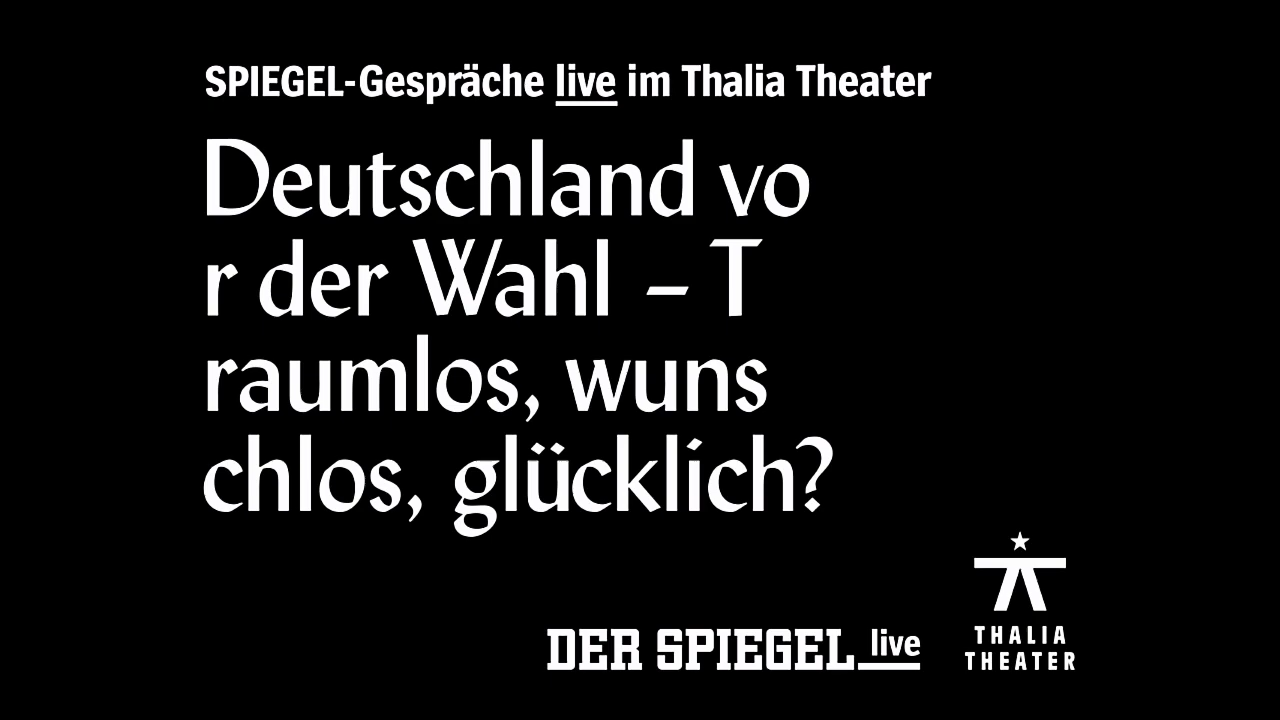 SPIEGEL-Gespräche live im Thalia Theater
Deutschland vo
r der Wahl – T
raumlos, wuns
chlos, glücklich?
DER SPIEGEL live
THALIA
THEATER